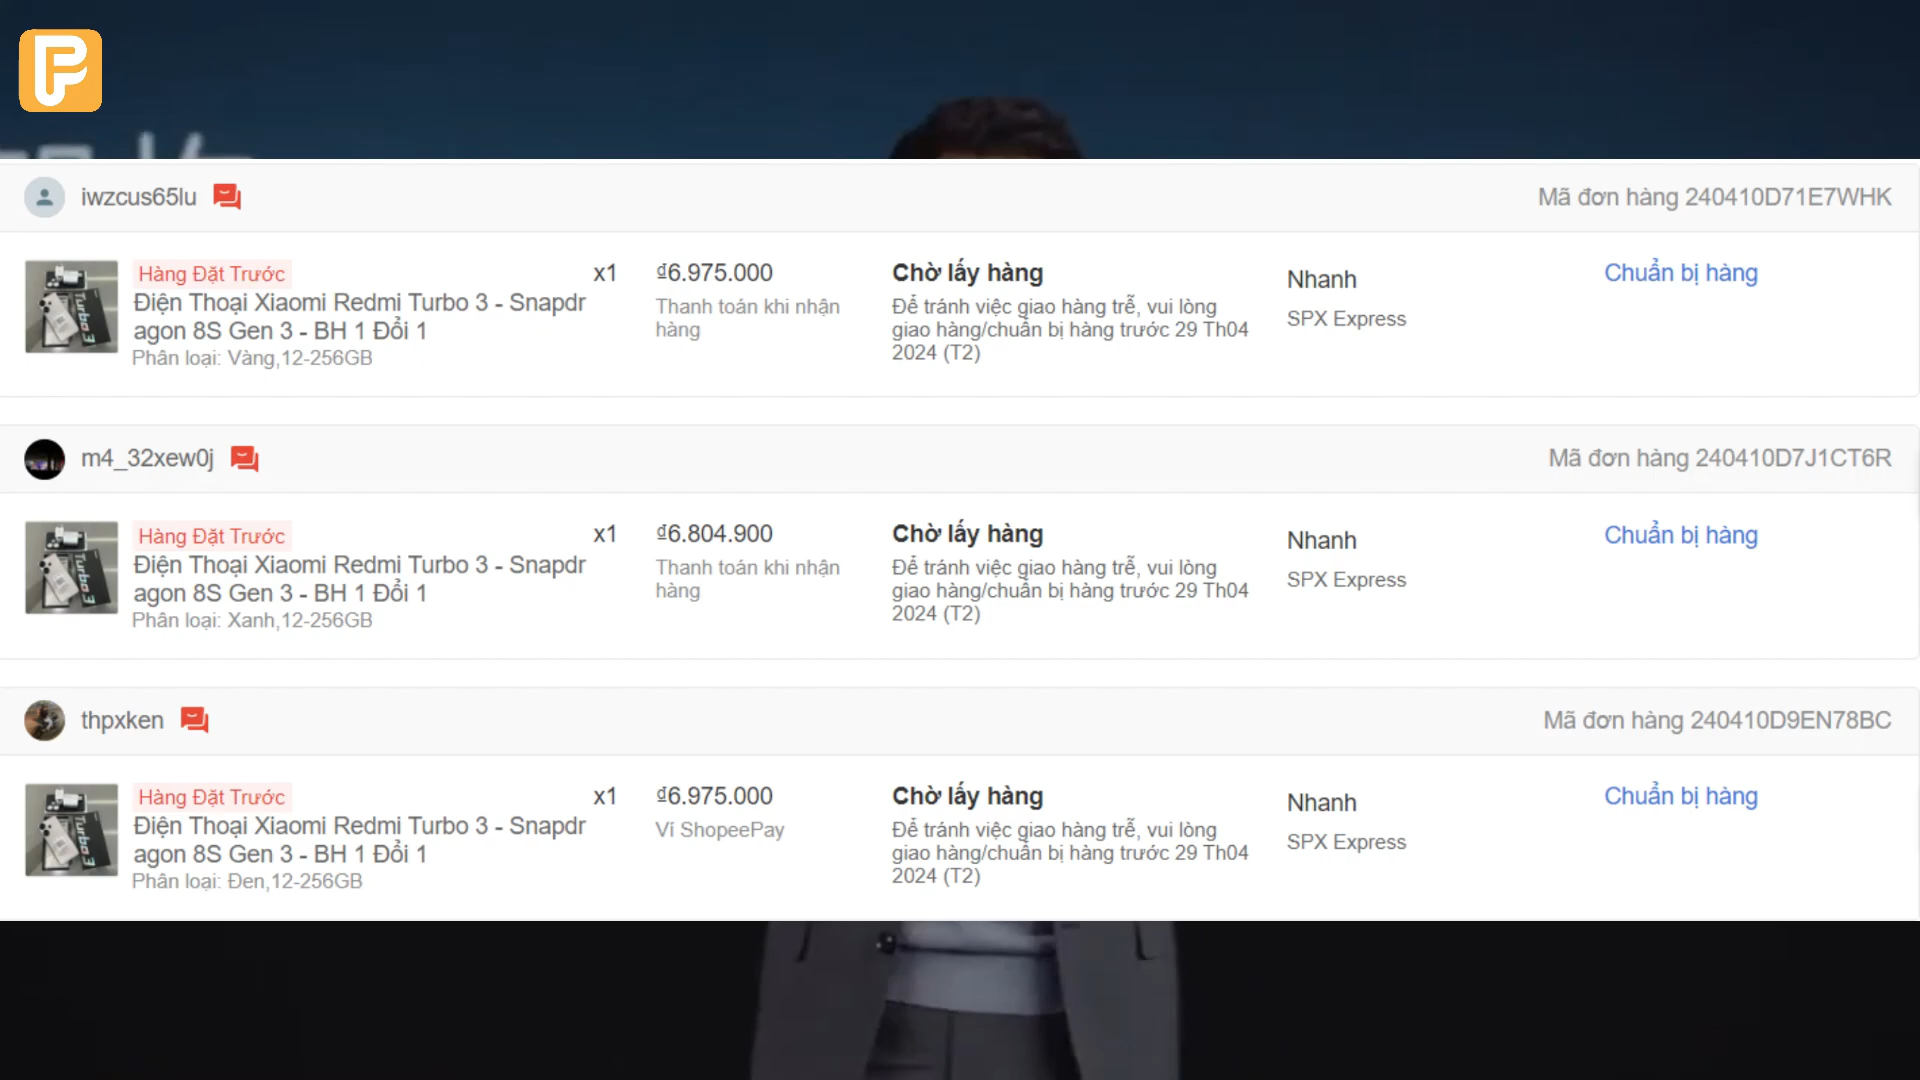 iwzcus65lu
Mã đơn hàng 240410D71E7WHK
Hàng Đặt Trước
Điện Thoại Xiaomi Redmi Turbo 3 - Snapdr
agon 8S Gen 3 - BH 1 Đổi 1
Phân loại: Vàng,12-256GB
x1
₫6.975.000
Thanh toán khi nhận
hàng
Chờ lấy hàng
Để tránh việc giao hàng trễ, vui lòng
giao hàng/chuẩn bị hàng trước 29 Th04
2024 (T2)
Nhanh
SPX Express
Chuẩn bị hàng
m4_32xew0j
Mã đơn hàng 240410D7J1CT6R
Hàng Đặt Trước
Điện Thoại Xiaomi Redmi Turbo 3 - Snapdr
agon 8S Gen 3 - BH 1 Đổi 1
Phân loại: Xanh,12-256GB
x1
₫6.804.900
Thanh toán khi nhận
hàng
Chờ lấy hàng
Để tránh việc giao hàng trễ, vui lòng
giao hàng/chuẩn bị hàng trước 29 Th04
2024 (T2)
Nhanh
SPX Express
Chuẩn bị hàng
thpxken
Mã đơn hàng 240410D9EN78BC
Hàng Đặt Trước
Điện Thoại Xiaomi Redmi Turbo 3 - Snapdr
agon 8S Gen 3 - BH 1 Đổi 1
Phân loại: Đen,12-256GB
x1
₫6.975.000
Ví ShopeePay
Chờ lấy hàng
Để tránh việc giao hàng trễ, vui lòng
giao hàng/chuẩn bị hàng trước 29 Th04
2024 (T2)
Nhanh
SPX Express
Chuẩn bị hàng
Turbo 3
Turbo 3
Turbo 3